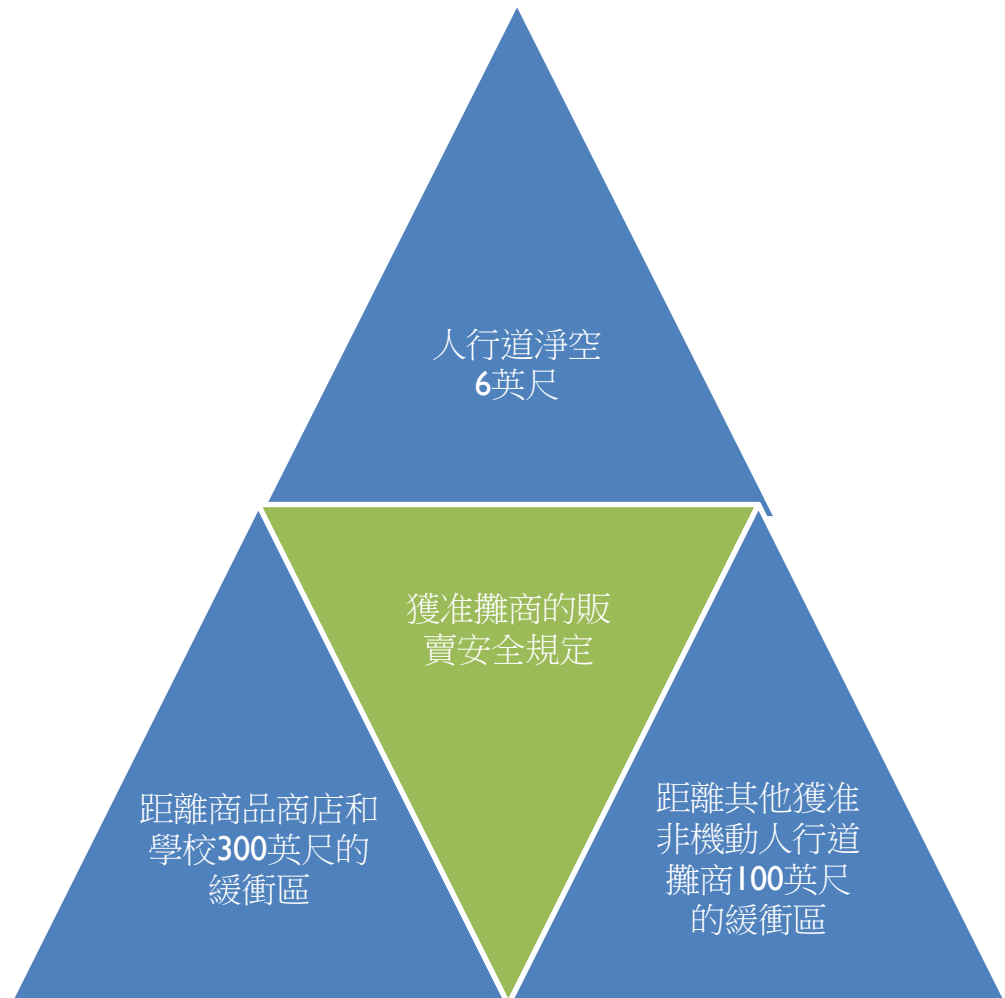 人行道淨空
6英尺
獲准攤商的販
賣安全規定
距離商品商店和
學校300英尺的
緩衝區
距離其他獲准
非機動人行道
攤商100英尺
的緩衝區